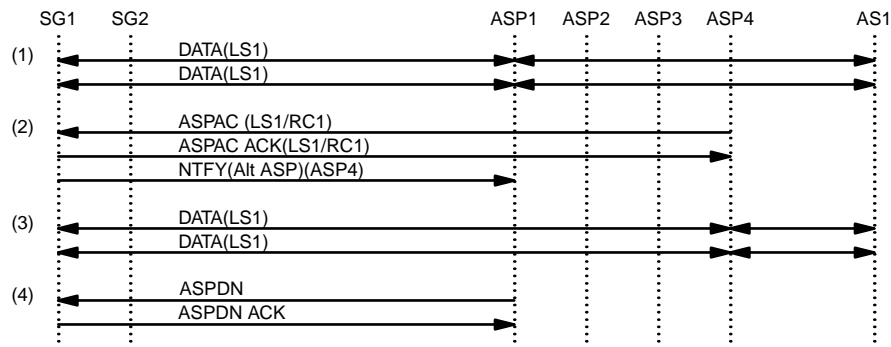 SG1 SG2 ASP1 ASP2 ASP3 ASP4 AS1
(1) DATA(LS1)
DATA(LS1)
(2) ASPAC (LS1/RC1)
ASPAC ACK(LS1/RC1)
NTFY(Alt ASP)(ASP4)
(3) DATA(LS1)
DATA(LS1)
(4) ASPDN
ASPDN ACK